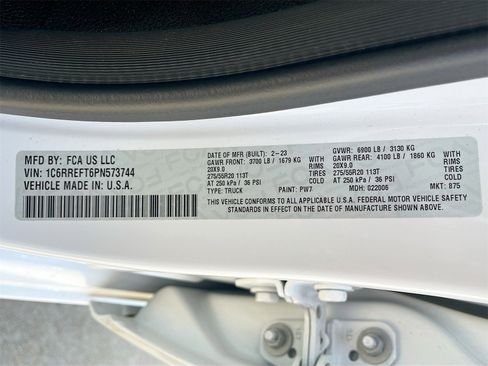 MFD BY: FCA US LLC
VIN: 1C6RREFT6PN573744
VEHICLE MADE IN U.S.A.
DATE OF MFR (BUILT): 2-23 GVWR: 6900 LB / 3130 KG
GAWR FRONT: 3700 LB / 1679 KG GAWR REAR: 4100 LB / 1860 KG
20X9.0 RIMS 20X9.0 RIMS
275/55R20 113T TIRES 275/55R20 113T TIRES
AT 250 kPa / 36 PSI COLD AT 250 kPa / 36 PSI COLD
TYPE: TRUCK PAINT: PW7 MDH: 022006 MKT: 875
THIS VEHICLE CONFORMS TO ALL APPLICABLE U.S.A. FEDERAL MOTOR VEHICLE SAFETY
STANDARDS IN EFFECT ON THE DATE OF MANUFACTURE SHOWN ABOVE.